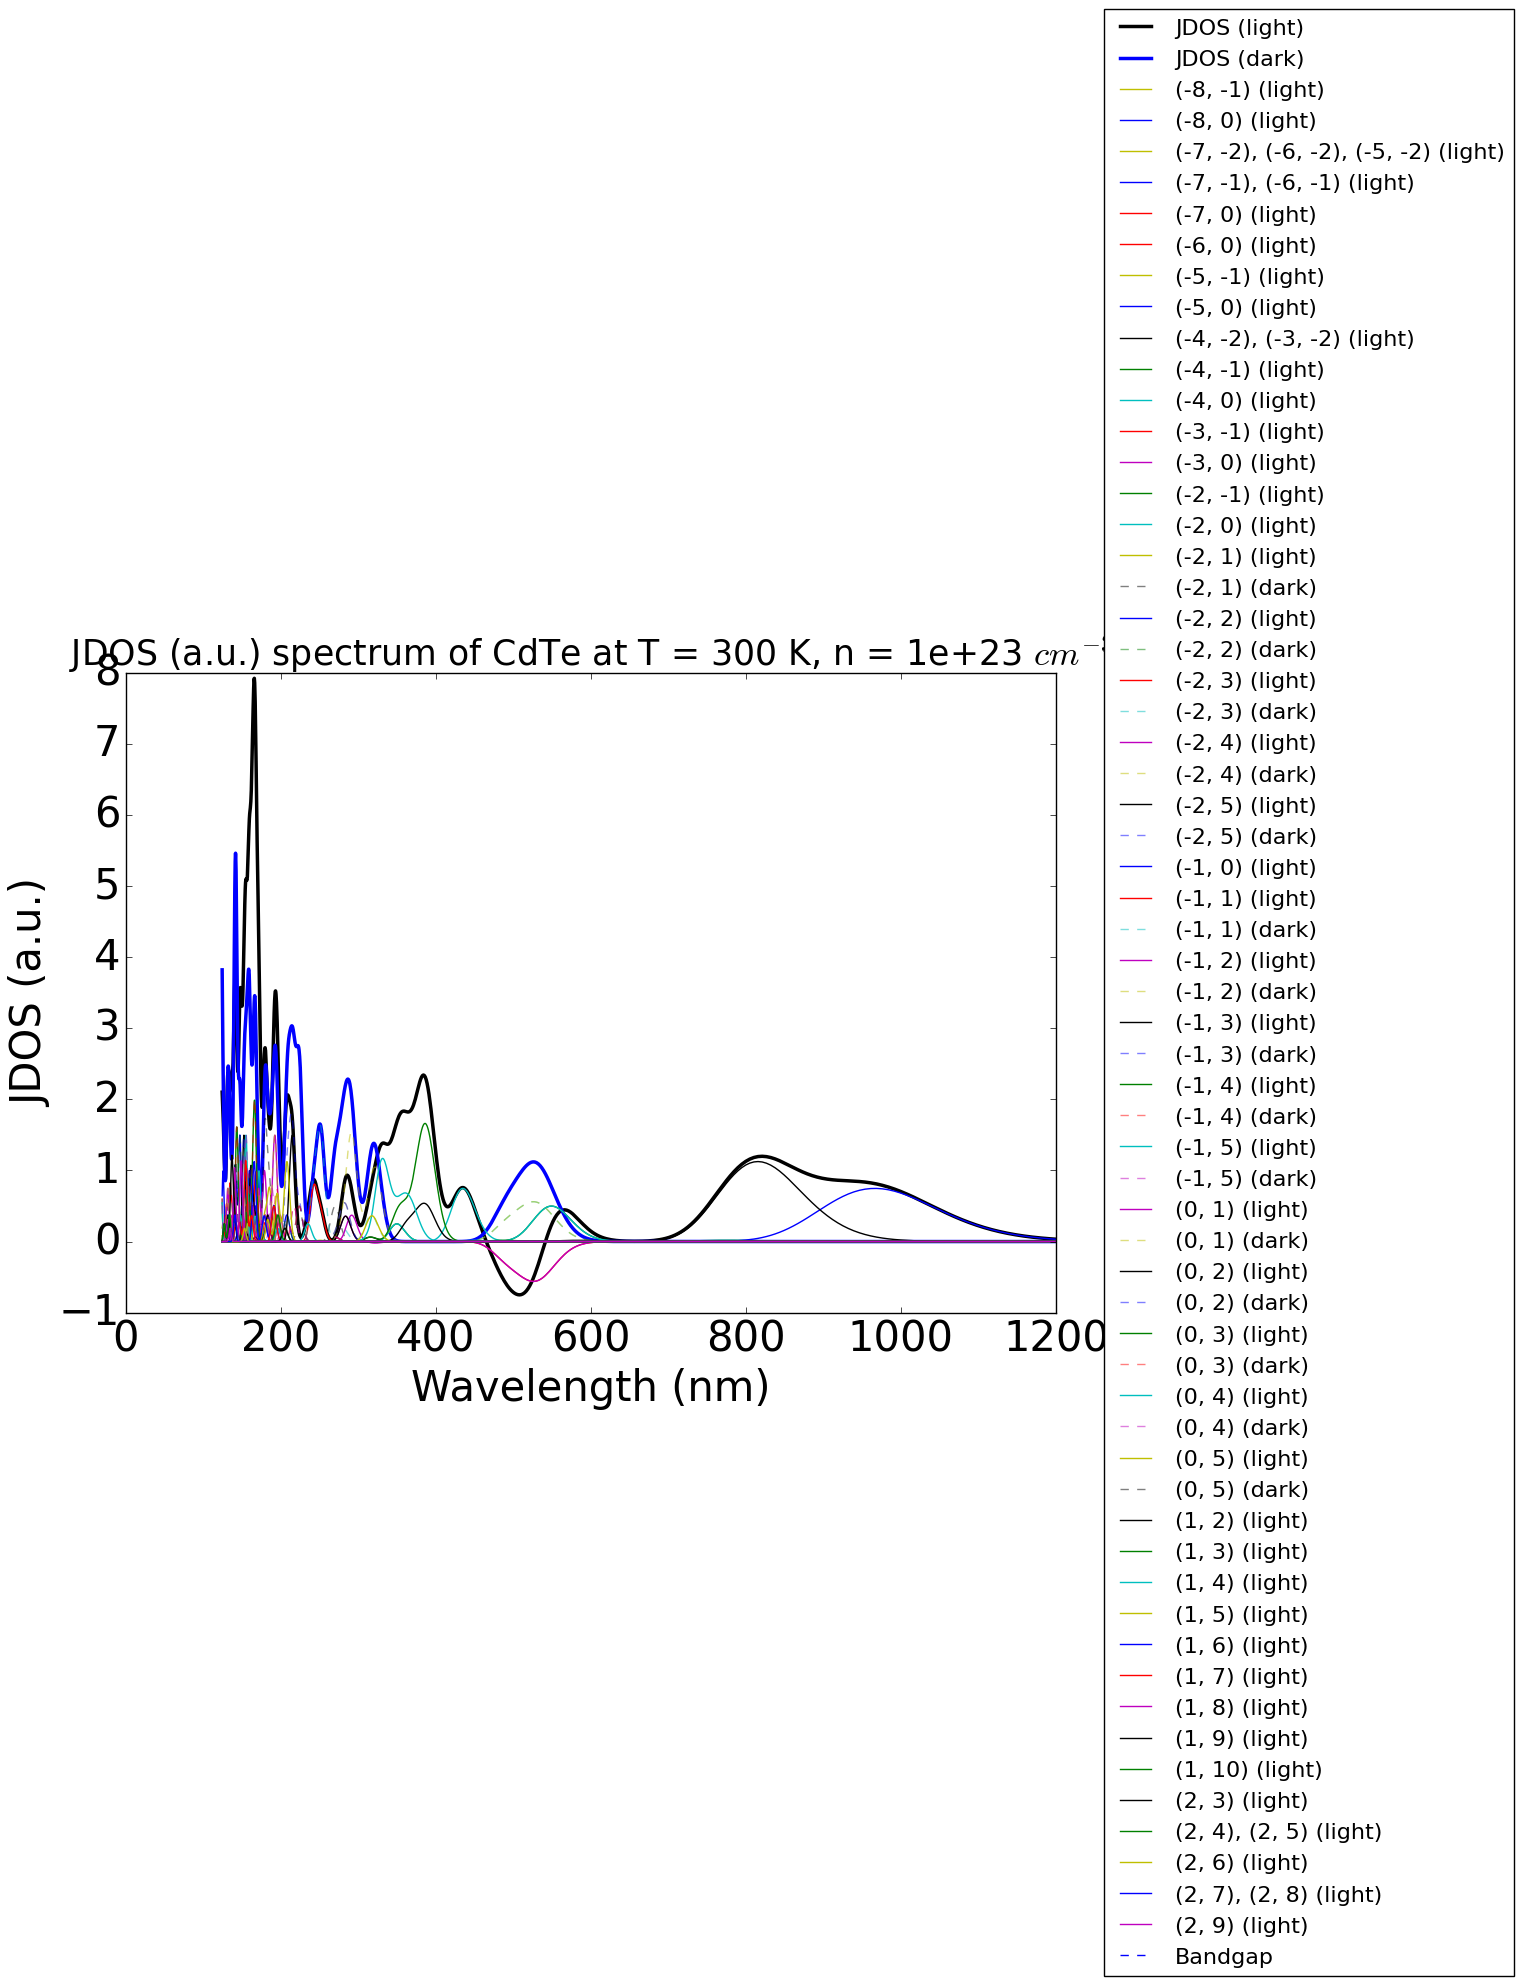 JDOS (light)
JDOS (dark)
(-8, -1) (light)
(-8, 0) (light)
(-7, -2), (-6, -2), (-5, -2) (light)
(-7, -1), (-6, -1) (light)
(-7, 0) (light)
(-6, 0) (light)
(-5, -1) (light)
(-5, 0) (light)
(-4, -2), (-3, -2) (light)
(-4, -1) (light)
(-4, 0) (light)
(-3, -1) (light)
(-3, 0) (light)
(-2, -1) (light)
(-2, 0) (light)
(-2, 1) (light)
(-2, 1) (dark)
(-2, 2) (light)
(-2, 2) (dark)
(-2, 3) (light)
(-2, 3) (dark)
(-2, 4) (light)
(-2, 4) (dark)
(-2, 5) (light)
(-2, 5) (dark)
(-1, 0) (light)
(-1, 1) (light)
(-1, 1) (dark)
(-1, 2) (light)
(-1, 2) (dark)
(-1, 3) (light)
(-1, 3) (dark)
(-1, 4) (light)
(-1, 4) (dark)
(-1, 5) (light)
(-1, 5) (dark)
(0, 1) (light)
(0, 1) (dark)
(0, 2) (light)
(0, 2) (dark)
(0, 3) (light)
(0, 3) (dark)
(0, 4) (light)
(0, 4) (dark)
(0, 5) (light)
(0, 5) (dark)
(1, 2) (light)
(1, 3) (light)
(1, 4) (light)
(1, 5) (light)
(1, 6) (light)
(1, 7) (light)
(1, 8) (light)
(1, 9) (light)
(1, 10) (light)
(2, 3) (light)
(2, 4), (2, 5) (light)
(2, 6) (light)
(2, 7), (2, 8) (light)
(2, 9) (light)
Bandgap
JDOS (a.u.) spectrum of CdTe at T = 300 K, n = 1e+23 cm
8
7
6
5
4
3
2
1
0
−1
JDOS (a.u.)
0 200 400 600 800 1000 1200
Wavelength (nm)